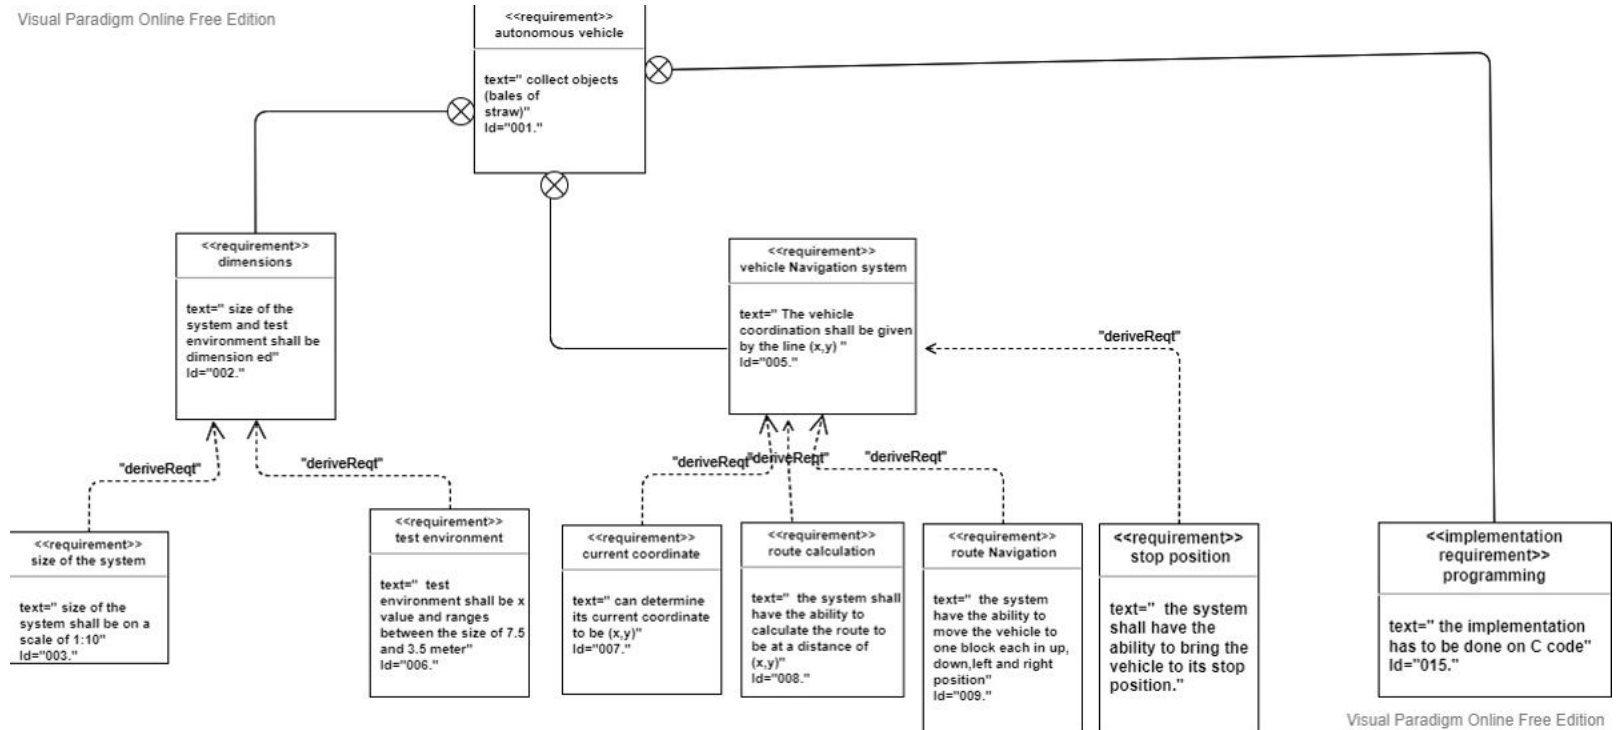 Visual Paradigm Online Free Edition
<<requirement>>
autonomous vehicle
text=" collect objects
(bales of
straw)"
Id="001."
<<requirement>>
dimensions
text=" size of the
system and test
environment shall be
dimension ed"
Id="002."
<<requirement>>
vehicle Navigation system
text=" The vehicle
coordination shall be given
by the line (x,y) "
Id="005."
"deriveReqt"
"deriveReqt"
"deriveReqt"
"deriveReqt"
"deriveReqt"
"deriveReqt"
<<requirement>>
size of the system
text=" size of the
system shall be on a
scale of 1:10"
Id="003."
<<requirement>>
test environment
text="  test
environment shall be x
value and ranges
between the size of 7.5
and 3.5 meter"
Id="006."
<<requirement>>
current coordinate
text=" can determine
its current coordinate
to be (x,y)"
Id="007."
<<requirement>>
route calculation
text="  the system shall
have the ability to
calculate the route to
be at a distance of
(x,y)"
Id="008."
<<requirement>>
route Navigation
text="  the system
have the ability to
move the vehicle to
one block each in up,
down,left and right
position"
Id="009."
<<requirement>>
stop position
text="  the system
shall have the
ability to bring the
vehicle to its stop
position."
<<implementation
requirement>>
programming
text=" the implementation
has to be done on C code"
Id="015."
Visual Paradigm Online Free Edition